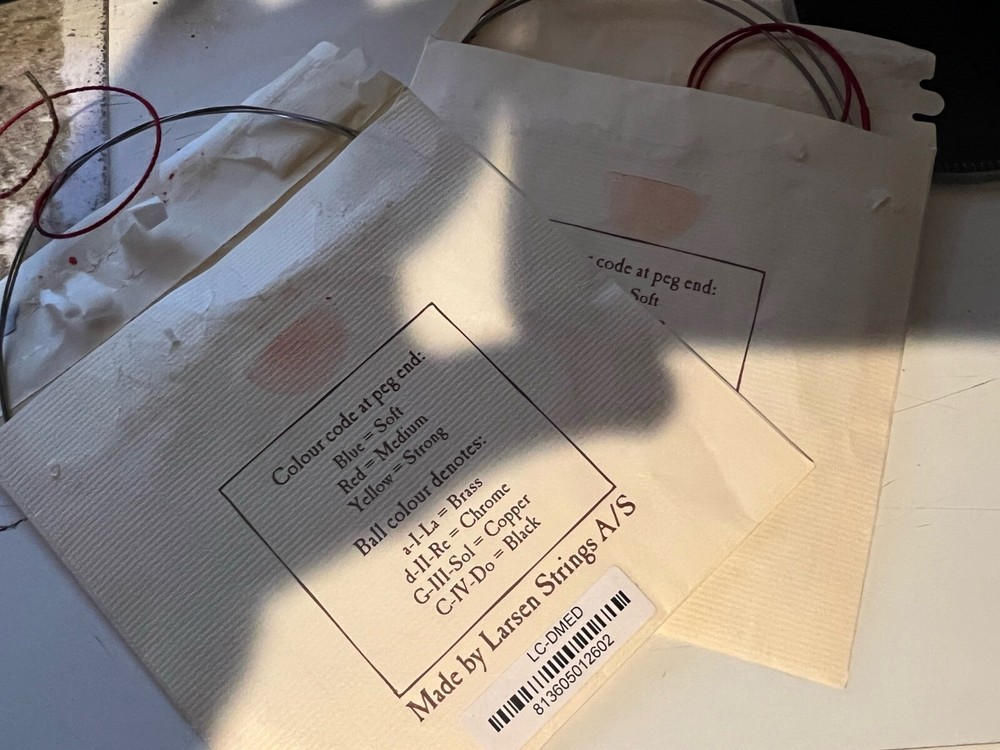 Colour code at peg end:
Blue = Soft
Red = Medium
Yellow = Strong
Ball colour denotes:
a-I-La = Brass
d-II-Re = Chrome
G-III-Sol = Copper
C-IV-Do = Black
Made by Larsen Strings A/S
LC-DMED
813605012602
code at peg end:
Soft